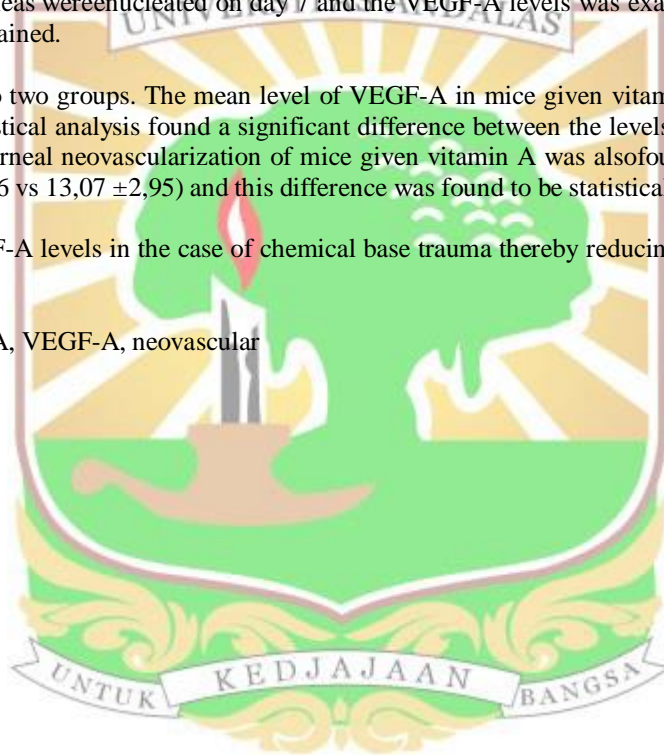 eas wereenucleated on day 7 and the VEGF-A levels was exa
UNIVERSITAS ANDALAS
ained.
two groups. The mean level of VEGF-A in mice given vitam
stical analysis found a significant difference between the levels
rneal neovascularization of mice given vitamin A was alsofou
6 vs 13,07 ±2,95) and this difference was found to be statistical
F-A levels in the case of chemical base trauma thereby reducin
A, VEGF-A, neovascular
UNTUK KEDJAJAAN BANGSA